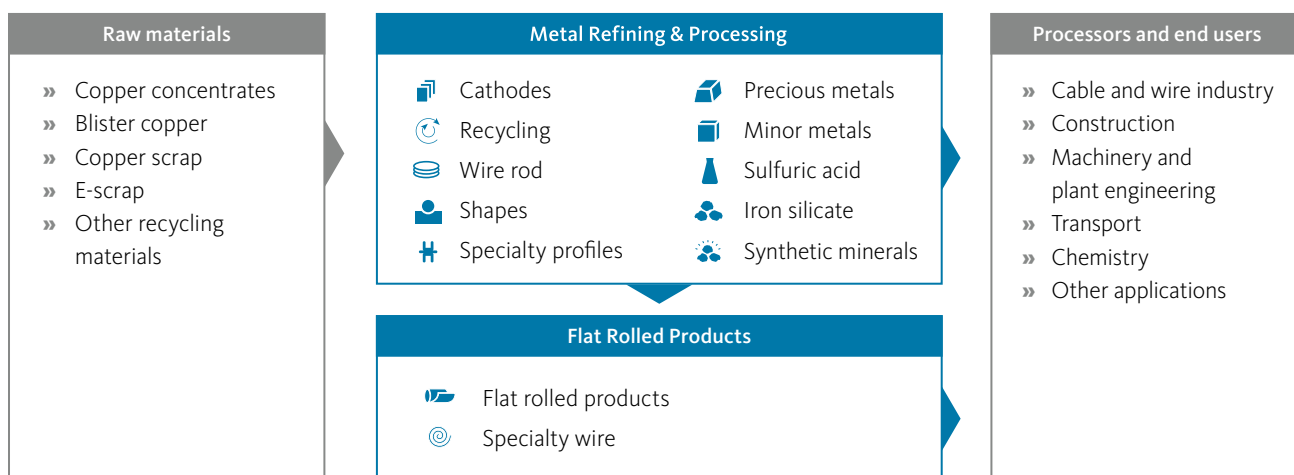 Raw materials
» Copper concentrates
» Blister copper
» Copper scrap
» E-scrap
» Other recycling
materials
Metal Refining & Processing
Cathodes
Recycling
Wire rod
Shapes
Specialty profiles
Precious metals
Minor metals
Sulfuric acid
Iron silicate
Synthetic minerals
Flat Rolled Products
Flat rolled products
Specialty wire
Processors and end users
» Cable and wire industry
» Construction
» Machinery and
plant engineering
» Transport
» Chemistry
» Other applications